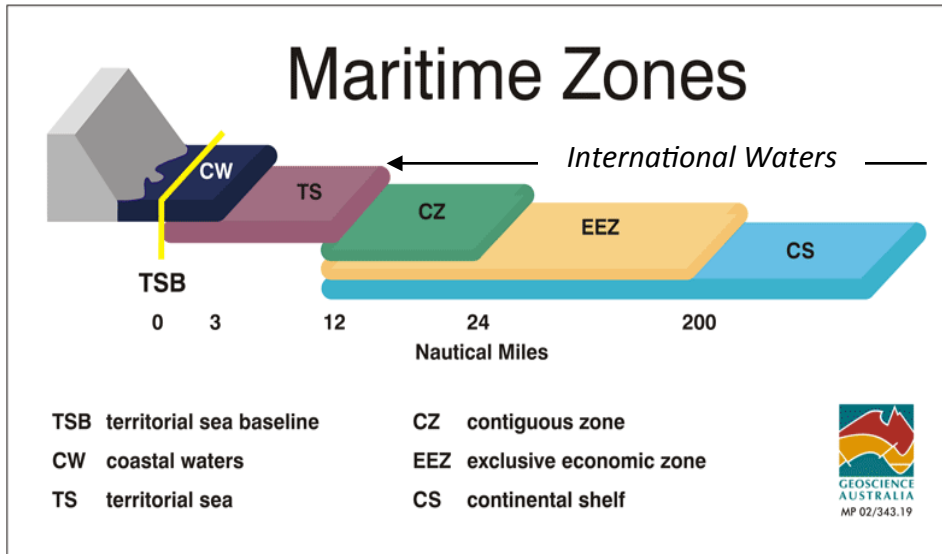 Maritime Zones
International Waters
CW
TS
CZ
EEZ
CS
TSB
0 3 12 24 200
Nautical Miles
TSB territorial sea baseline
CW coastal waters
TS territorial sea
CZ contiguous zone
EEZ exclusive economic zone
CS continental shelf
GEOSCIENCE
AUSTRALIA
MP 02/343.19